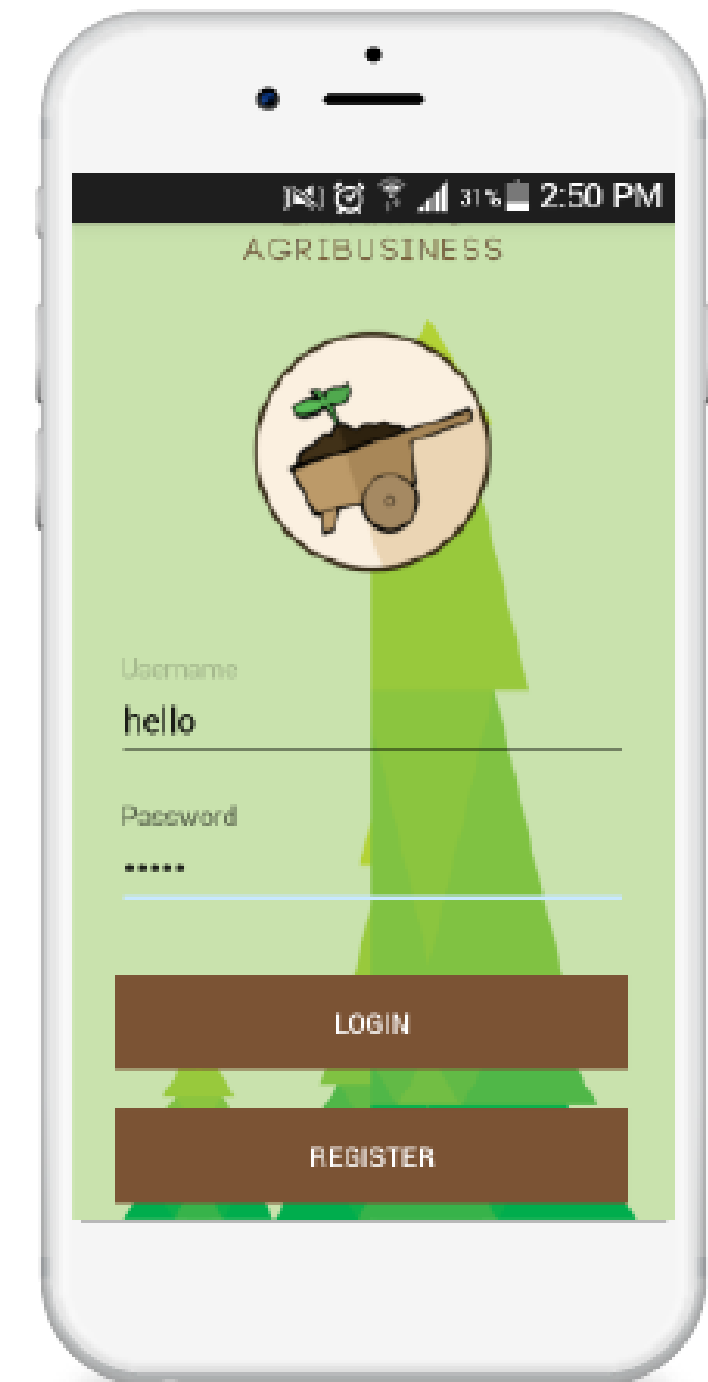 31% 2:50 PM
AGRIBUSINESS
Username
hello
Password
•••••
LOGIN
REGISTER